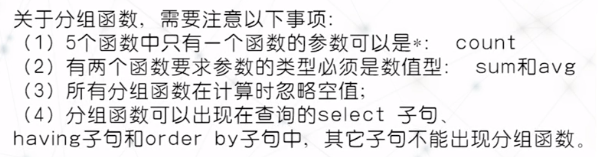 关于分组函数，需要注意以下事项：
（1）5个函数中只有一个函数的参数可以是*： count
（2）有两个函数要求参数的类型必须是数值型： sum和avg
（3）所有分组函数在计算时忽略空值；
（4）分组函数可以出现在查询的select 子句、
having子句和order by子句中，其它子句不能出现分组函数。